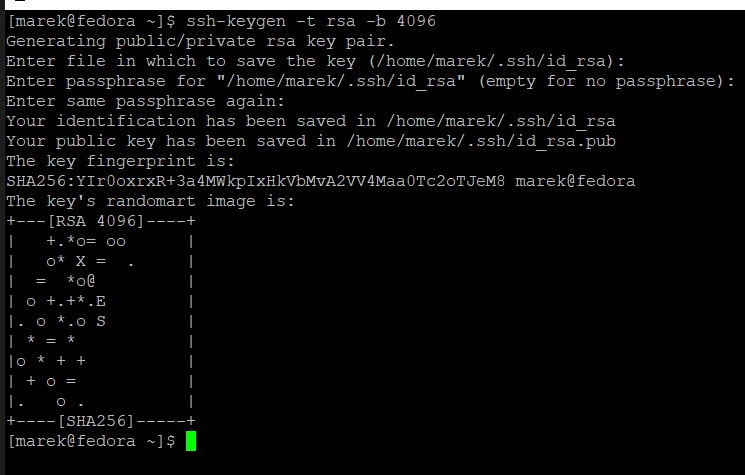 [marek@fedora ~]$ ssh-keygen -t rsa -b 4096
Generating public/private rsa key pair.
Enter file in which to save the key (/home/marek/.ssh/id_rsa):
Enter passphrase for "/home/marek/.ssh/id_rsa" (empty for no passphrase):
Enter same passphrase again:
Your identification has been saved in /home/marek/.ssh/id_rsa
Your public key has been saved in /home/marek/.ssh/id_rsa.pub
The key fingerprint is:
SHA256:YIr0oxrxR+3a4MWkpIxHkVbMvA2VV4Maa0Tc2oTJeM8 marek@fedora
The key's randomart image is:
+---[RSA 4096]----+
|   +.*o= oo      |
|   o* X =  .     |
|  =  *o@         |
| o +.+*.E        |
|. o *.o S        |
| * = *           |
|o * + +          |
| + o =           |
|.   o .          |
+----[SHA256]-----+
[marek@fedora ~]$